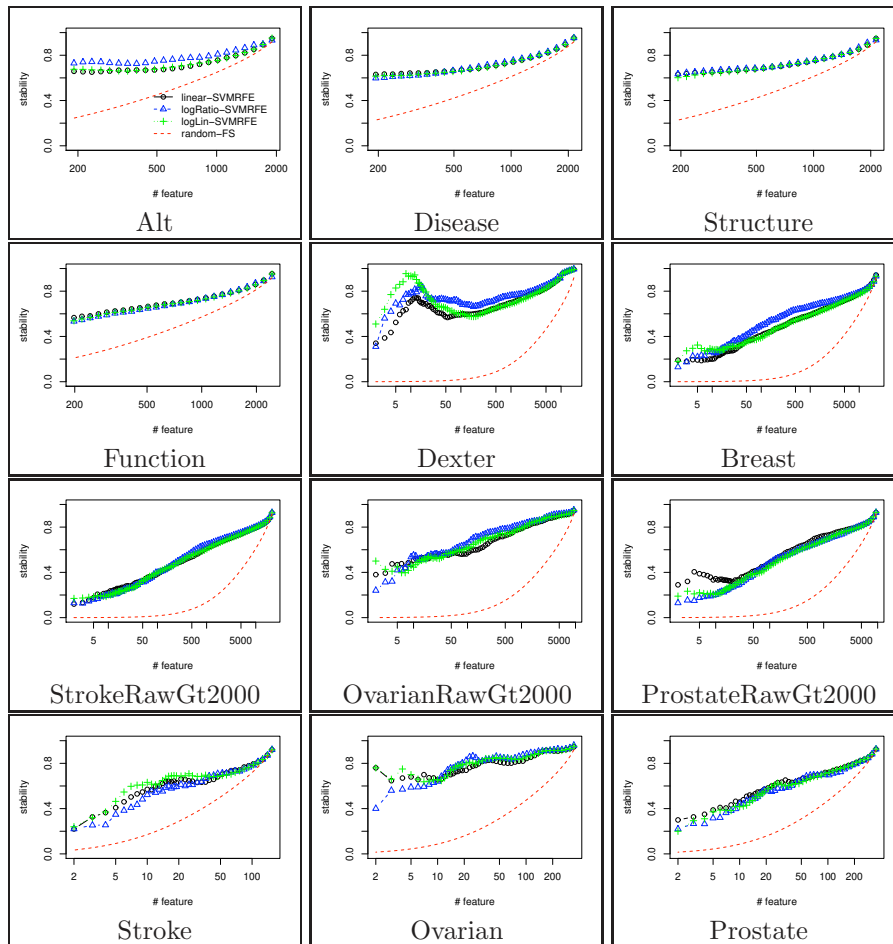 stability
0.0 0.4 0.8
linear−SVMRFE
logRatio−SVMRFE
logLin−SVMRFE
random−FS
200 500 1000 2000
# feature
Alt
stability
0.0 0.4 0.8
200 500 1000 2000
# feature
Disease
stability
0.0 0.4 0.8
200 500 1000 2000
# feature
Structure
stability
0.0 0.4 0.8
200 500 1000 2000
# feature
Function
stability
0.0 0.4 0.8
5 50 500 5000
# feature
Dexter
stability
0.0 0.4 0.8
5 50 500 5000
# feature
Breast
stability
0.0 0.4 0.8
5 50 500 5000
# feature
StrokeRawGt2000
stability
0.0 0.4 0.8
5 50 500 5000
# feature
OvarianRawGt2000
stability
0.0 0.4 0.8
5 50 500 5000
# feature
ProstateRawGt2000
stability
0.0 0.4 0.8
2 5 10 20 50 100
# feature
Stroke
stability
0.0 0.4 0.8
2 5 10 20 50 100 200
# feature
Ovarian
stability
0.0 0.4 0.8
2 5 10 20 50 100 200
# feature
Prostate